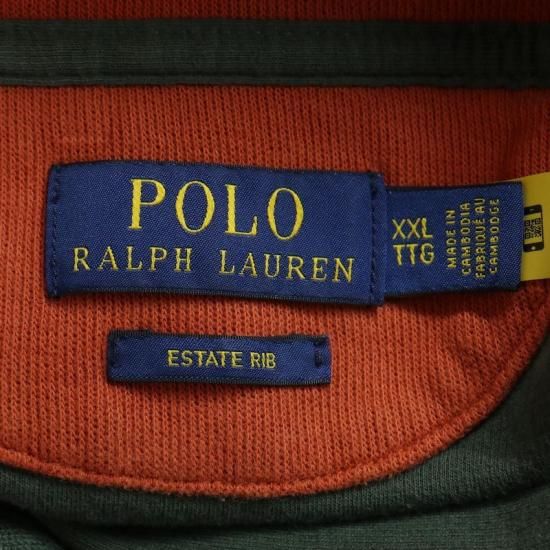 POLO
RALPH LAUREN
XXL
TTG
MADE IN
CAMBODIA
FABRIQUÉ AU
CAMBODGE
ESTATE RIB